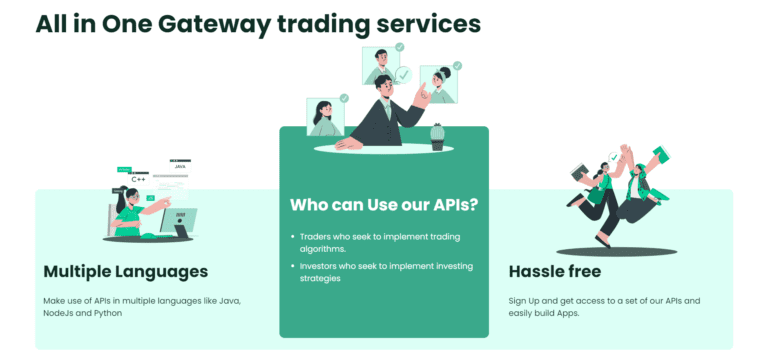 All in One Gateway trading services
JAVA
C++
Multiple Languages
Make use of APIs in multiple languages like Java,
NodeJs and Python
Who can Use our APIs?
• Traders who seek to implement trading
algorithms.
• Investors who seek to implement investing
strategies
Hassle free
Sign Up and get access to a set of our APIs and
easily build Apps.